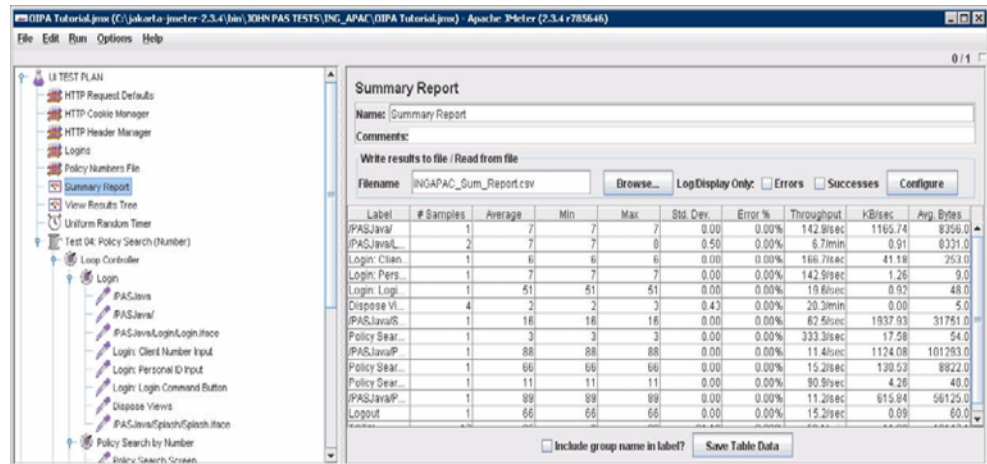 OIPA Tutorial.jmx (C:\jakarta-jmeter-2.3.4\bin\JOHN PAS TESTS\ING_APAC\OIPA Tutorial.jmx) - Apache JMeter (2.3.4 r785646)
File Edit Run Options Help
0 / 1
UI TEST PLAN
HTTP Request Defaults
HTTP Cookie Manager
HTTP Header Manager
Logins
Policy Numbers File
Summary Report
View Results Tree
Uniform Random Timer
Test 04: Policy Search (Number)
Loop Controller
Login
/PASJava
/PASJava/
/PASJava/Login/Login.iface
Login: Client Number Input
Login: Personal ID Input
Login: Login Command Button
Dispose Views
/PASJava/Splash/Splash.iface
Policy Search by Number
Policy Search Screen
Summary Report
Name: Summary Report
Comments:
Write results to file / Read from file
Filename INGAPAC_Sum_Report.csv Browse... Log/Display Only: Errors Successes Configure
Label # Samples Average Min Max Std. Dev. Error % Throughput KB/sec Avg. Bytes
/PASJava/ 1 7 7 7 0.00 0.00% 142.9/sec 1165.74 8356.0
/PASJava/L... 2 7 7 8 0.50 0.00% 6.7/min 0.91 8331.0
Login: Clien... 1 6 6 6 0.00 0.00% 166.7/sec 41.18 253.0
Login: Pers... 1 7 7 7 0.00 0.00% 142.9/sec 1.26 9.0
Login: Logi... 1 51 51 51 0.00 0.00% 19.6/sec 0.92 48.0
Dispose Vi... 4 2 2 3 0.43 0.00% 20.3/min 0.00 5.0
/PASJava/S... 1 16 16 16 0.00 0.00% 62.5/sec 1937.93 31751.0
Policy Sear... 1 3 3 3 0.00 0.00% 333.3/sec 17.58 54.0
/PASJava/P... 1 88 88 88 0.00 0.00% 11.4/sec 1124.08 101293.0
Policy Sear... 1 66 66 66 0.00 0.00% 15.2/sec 130.53 8822.0
Policy Sear... 1 11 11 11 0.00 0.00% 90.9/sec 4.26 48.0
/PASJava/P... 1 89 89 89 0.00 0.00% 11.2/sec 615.84 56125.0
Logout 1 66 66 66 0.00 0.00% 15.2/sec 0.89 60.0
Include group name in label? Save Table Data